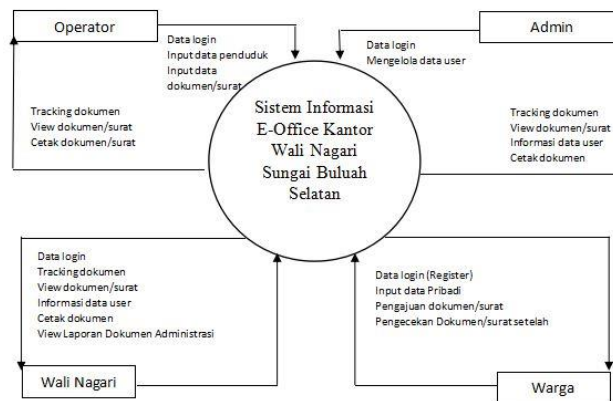 Operator
Admin
Data login
Input data penduduk
Input data
dokumen/surat
Data login
Mengelola data user
Sistem Informasi
E-Office Kantor
Wali Nagari
Sungai Buluah
Selatan
Tracking dokumen
View dokumen/surat
Cetak dokumen/surat
Tracking dokumen
View dokumen/surat
Informasi data user
Cetak dokumen
Data login
Tracking dokumen
View dokumen/surat
Informasi data user
Cetak dokumen
View Laporan Dokumen Administrasi
Data login (Register)
Input data Pribadi
Pengajuan dokumen/surat
Pengecekan Dokumen/surat setelah
Wali Nagari
Warga